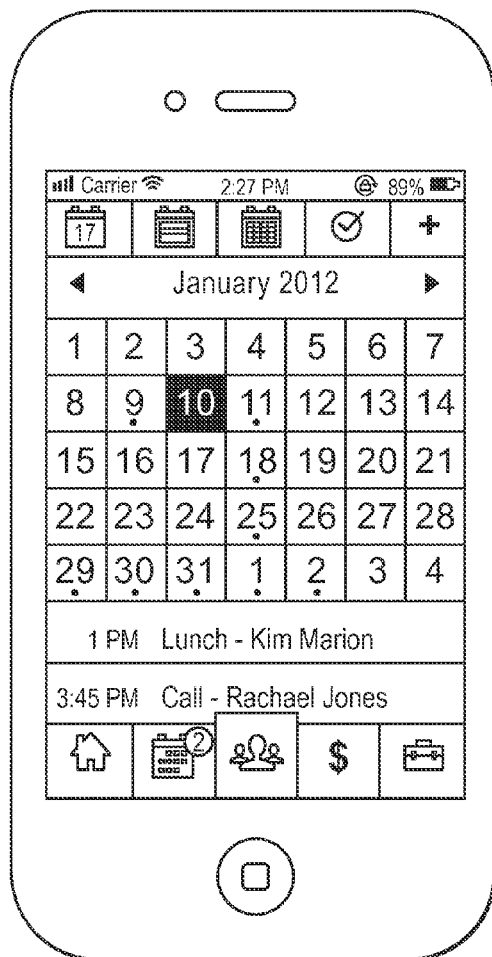 Carrier 2:27 PM 89%
17 +
January 2012
1 2 3 4 5 6 7
8 9 10 11 12 13 14
15 16 17 18 19 20 21
22 23 24 25 26 27 28
29 30 31 1 2 3 4
1 PM Lunch - Kim Marion
3:45 PM Call - Rachael Jones
2 $